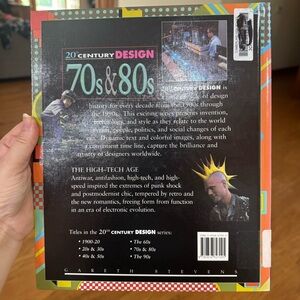 20th CENTURY DESIGN
70s & 80s
20th CENTURY DESIGN is
of design
history for every decade from the 1900s through
the 1990s. This exciting series presents invention,
technology, and style as they relate to the world
events, people, politics, and social changes of each
era. Dynamic text and colorful images, along with
a convenient time line, capture the brilliance and
artistry of designers worldwide.
THE HIGH-TECH AGE
Antiwar, antifashion, high-tech, and high-
speed inspired the extremes of punk shock
and postmodernist chic, tempered by retro and
the new romantics, freeing form from function
in an era of electronic evolution.
Titles in the 20th CENTURY DESIGN series:
• 1900-20
• 20s & 30s
• 40s & 50s
• The 60s
• 70s & 80s
• The 90s
GARETH STEVENS